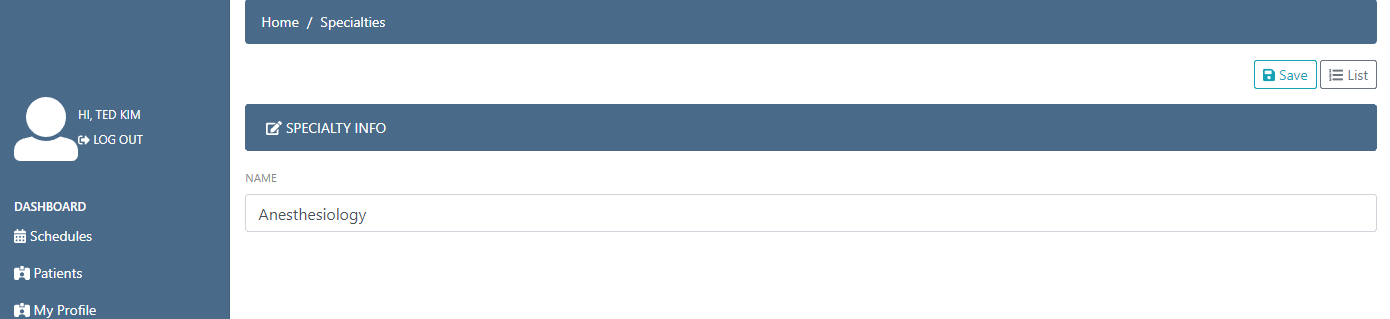 Home / Specialties
Save List
HI, TED KIM
LOG OUT
SPECIALTY INFO
NAME
Anesthesiology
DASHBOARD
Schedules
Patients
My Profile